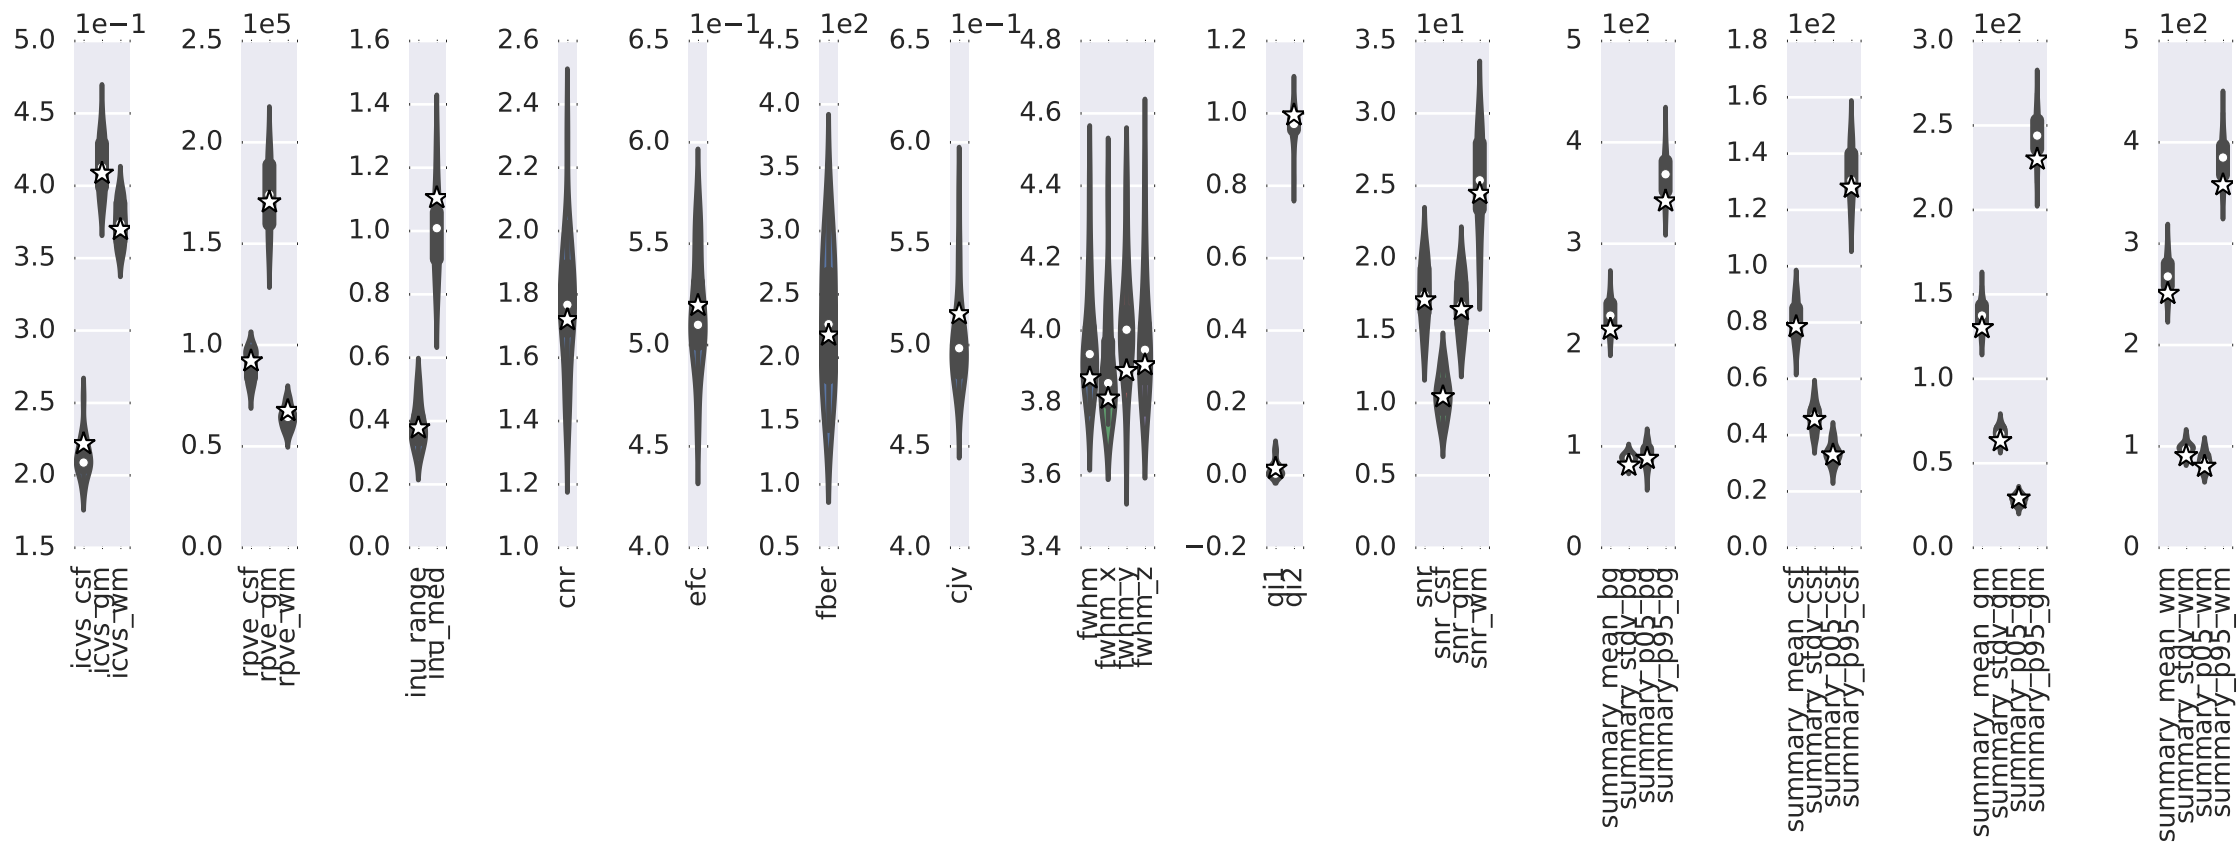 1e−1
5.0
4.5
4.0
3.5
3.0
2.5
2.0
1.5
icvs_csf
icvs_gm
icvs_wm
1e5
2.5
2.0
1.5
1.0
0.5
0.0
rpve_csf
rpve_gm
rpve_wm
1.6
1.4
1.2
1.0
0.8
0.6
0.4
0.2
0.0
inu_range
inu_med
2.6
2.4
2.2
2.0
1.8
1.6
1.4
1.2
1.0
cnr
1e−1
6.5
6.0
5.5
5.0
4.5
4.0
efc
1e2
4.5
4.0
3.5
3.0
2.5
2.0
1.5
1.0
0.5
fber
1e−1
6.5
6.0
5.5
5.0
4.5
4.0
cjv
4.8
4.6
4.4
4.2
4.0
3.8
3.6
3.4
fwhm
fwhm_x
fwhm_y
fwhm_z
1.2
1.0
0.8
0.6
0.4
0.2
0.0
−0.2
qi1
qi2
1e1
3.5
3.0
2.5
2.0
1.5
1.0
0.5
0.0
snr
snr_csf
snr_gm
snr_wm
1e2
5
4
3
2
1
0
summary_mean_bg
summary_stdv_bg
summary_p05_bg
summary_p95_bg
1e2
1.8
1.6
1.4
1.2
1.0
0.8
0.6
0.4
0.2
0.0
summary_mean_csf
summary_stdv_csf
summary_p05_csf
summary_p95_csf
1e2
3.0
2.5
2.0
1.5
1.0
0.5
0.0
summary_mean_gm
summary_stdv_gm
summary_p05_gm
summary_p95_gm
1e2
5
4
3
2
1
0
summary_mean_wm
summary_stdv_wm
summary_p05_wm
summary_p95_wm